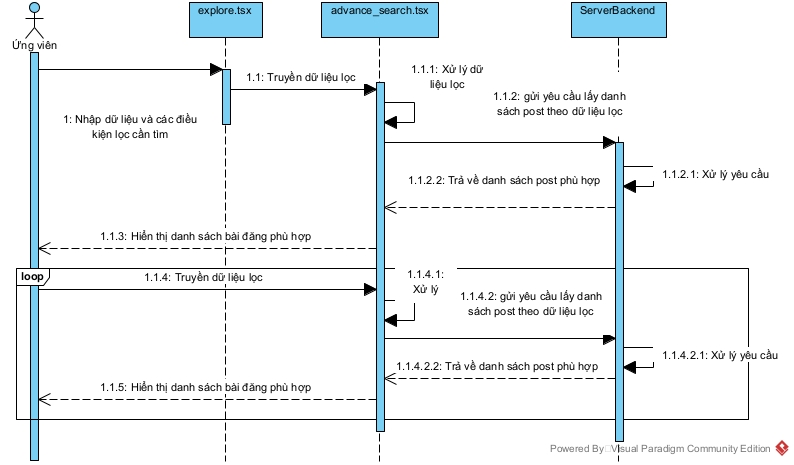 explore.tsx
advance_search.tsx
ServerBackend
Ứng viên
1.1: Truyền dữ liệu lọc
1.1.1: Xử lý dữ
liệu lọc
1: Nhập dữ liệu và các điều
kiện lọc cần tìm
1.1.2: gửi yêu cầu lấy danh
sách post theo dữ liệu lọc
1.1.2.1: Xử lý yêu cầu
1.1.2.2: Trả về danh sách post phù hợp
1.1.3: Hiển thị danh sách bài đăng phù hợp
loop
1.1.4: Truyền dữ liệu lọc
1.1.4.1:
Xử lý
1.1.4.2: gửi yêu cầu lấy danh
sách post theo dữ liệu lọc
1.1.4.2.1: Xử lý yêu cầu
1.1.4.2.2: Trả về danh sách post phù hợp
1.1.5: Hiển thị danh sách bài đăng phù hợp
Powered By Visual Paradigm Community Edition